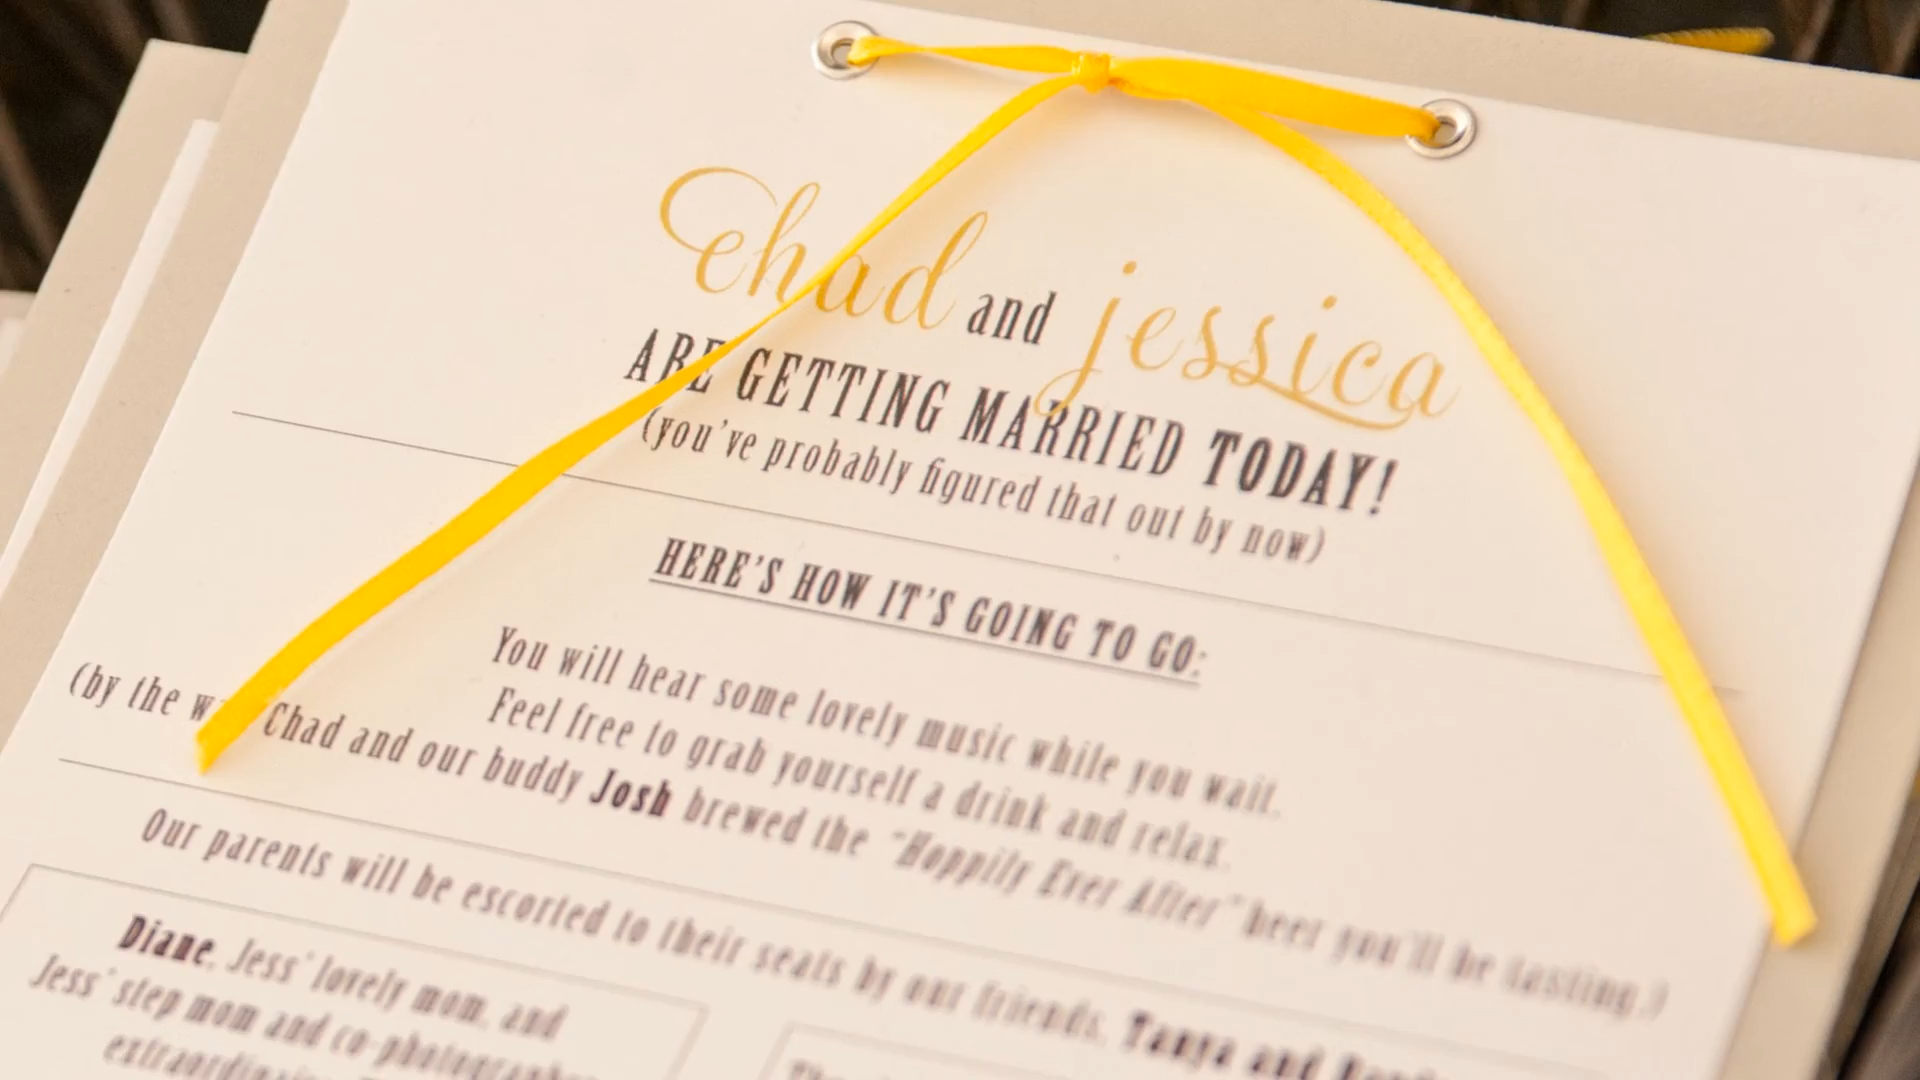 chad and jessica
ARE GETTING MARRIED TODAY!
(you've probably figured that out by now)
HERE'S HOW IT'S GOING TO GO:
You will hear some lovely music while you wait.
Feel free to grab yourself a drink and relax.
(by the Chad and our buddy Josh brewed the "Hoppily Ever After" beer you'll be tasting.)
Our parents will be escorted to their seats by our friends, Tanya and
Diane, Jess' lovely mom, and
Jess' step mom and